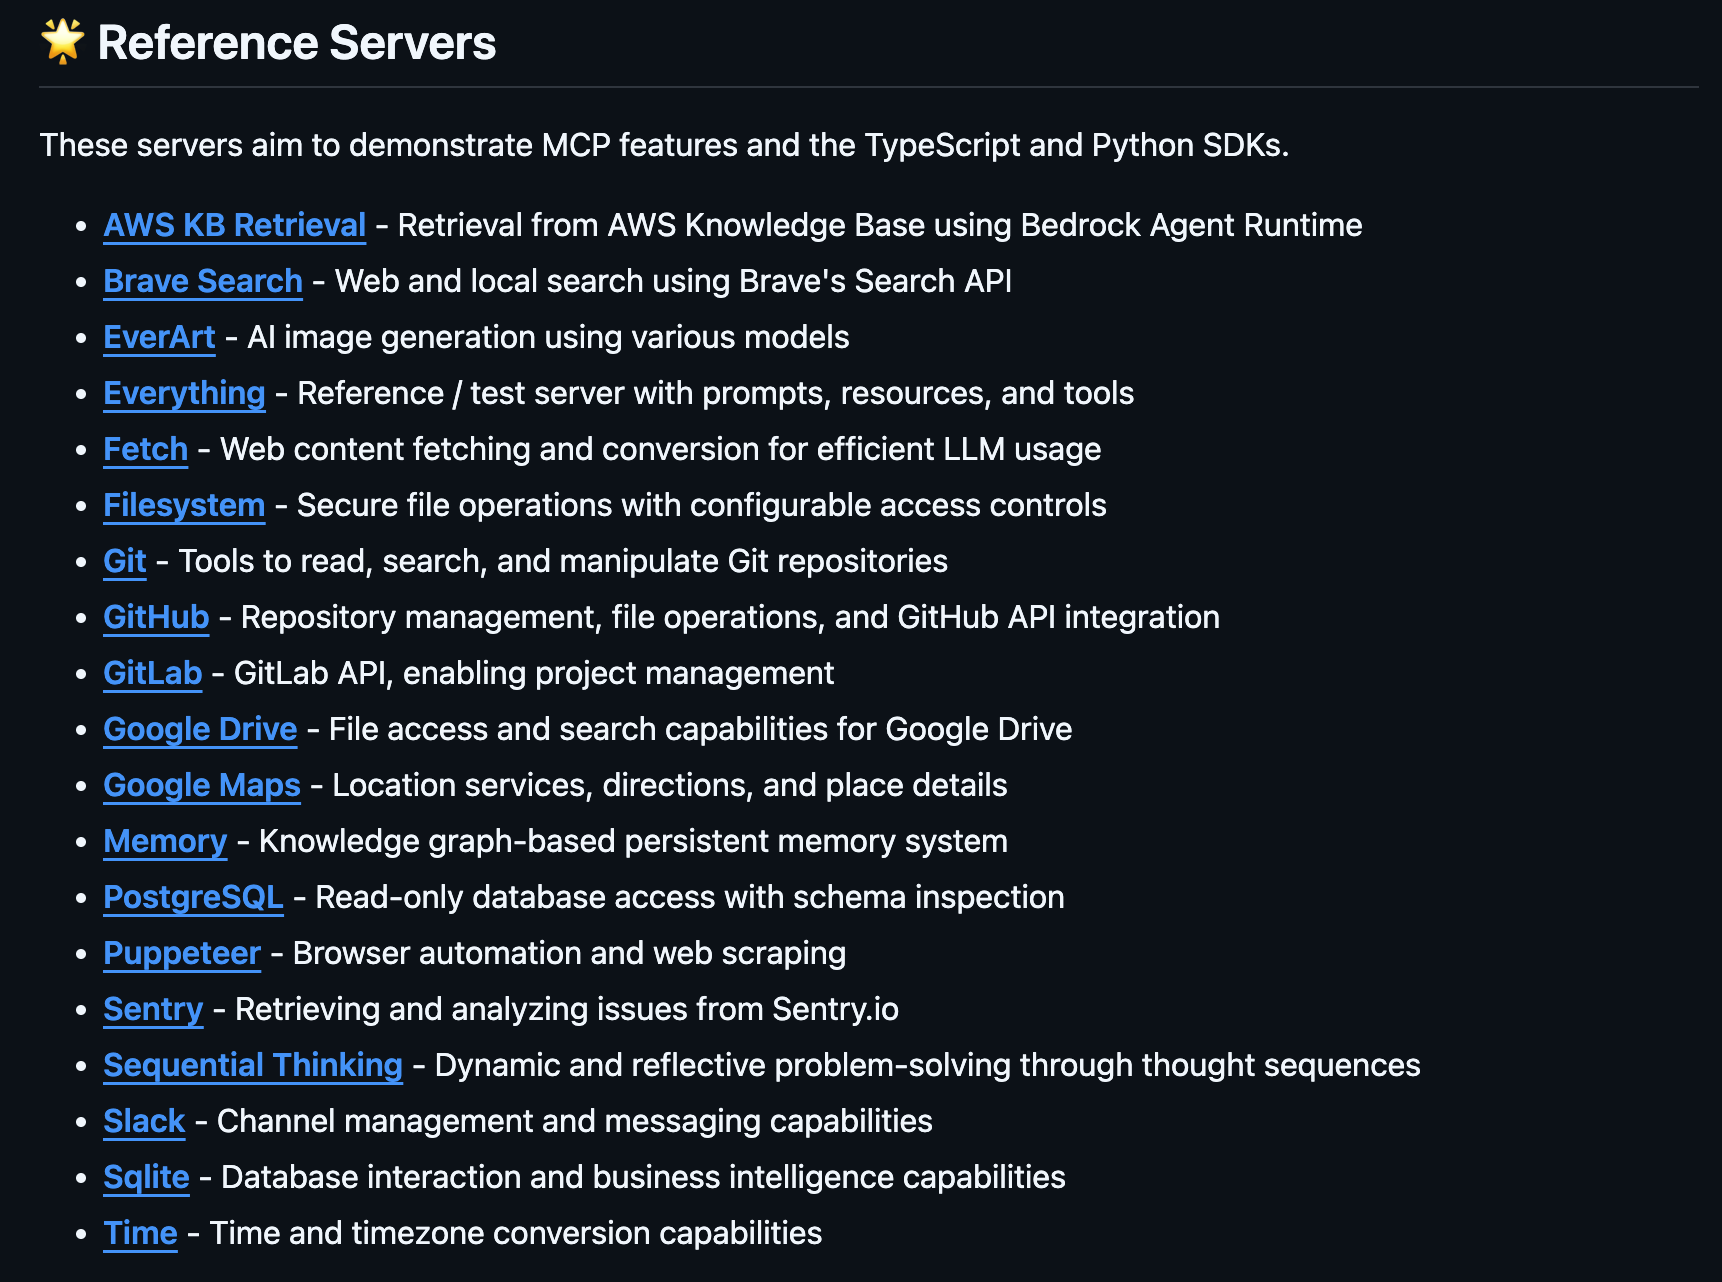 🌟 Reference Servers
These servers aim to demonstrate MCP features and the TypeScript and Python SDKs.
• AWS KB Retrieval - Retrieval from AWS Knowledge Base using Bedrock Agent Runtime
• Brave Search - Web and local search using Brave's Search API
• EverArt - AI image generation using various models
• Everything - Reference / test server with prompts, resources, and tools
• Fetch - Web content fetching and conversion for efficient LLM usage
• Filesystem - Secure file operations with configurable access controls
• Git - Tools to read, search, and manipulate Git repositories
• GitHub - Repository management, file operations, and GitHub API integration
• GitLab - GitLab API, enabling project management
• Google Drive - File access and search capabilities for Google Drive
• Google Maps - Location services, directions, and place details
• Memory - Knowledge graph-based persistent memory system
• PostgreSQL - Read-only database access with schema inspection
• Puppeteer - Browser automation and web scraping
• Sentry - Retrieving and analyzing issues from Sentry.io
• Sequential Thinking - Dynamic and reflective problem-solving through thought sequences
• Slack - Channel management and messaging capabilities
• Sqlite - Database interaction and business intelligence capabilities
• Time - Time and timezone conversion capabilities